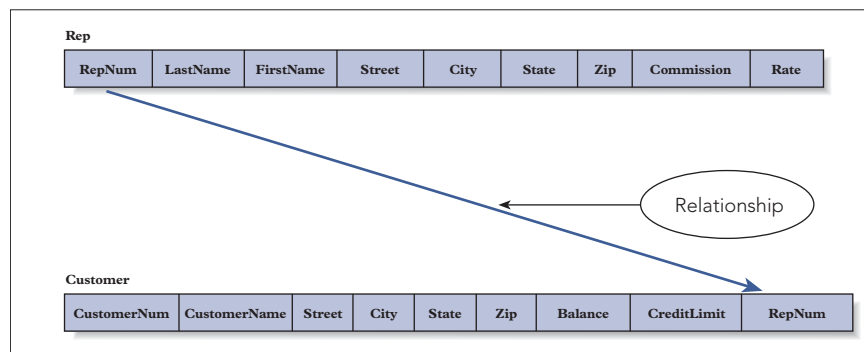 Rep
RepNum LastName FirstName Street City State Zip Commission Rate
Relationship
Customer
CustomerNum CustomerName Street City State Zip Balance CreditLimit RepNum